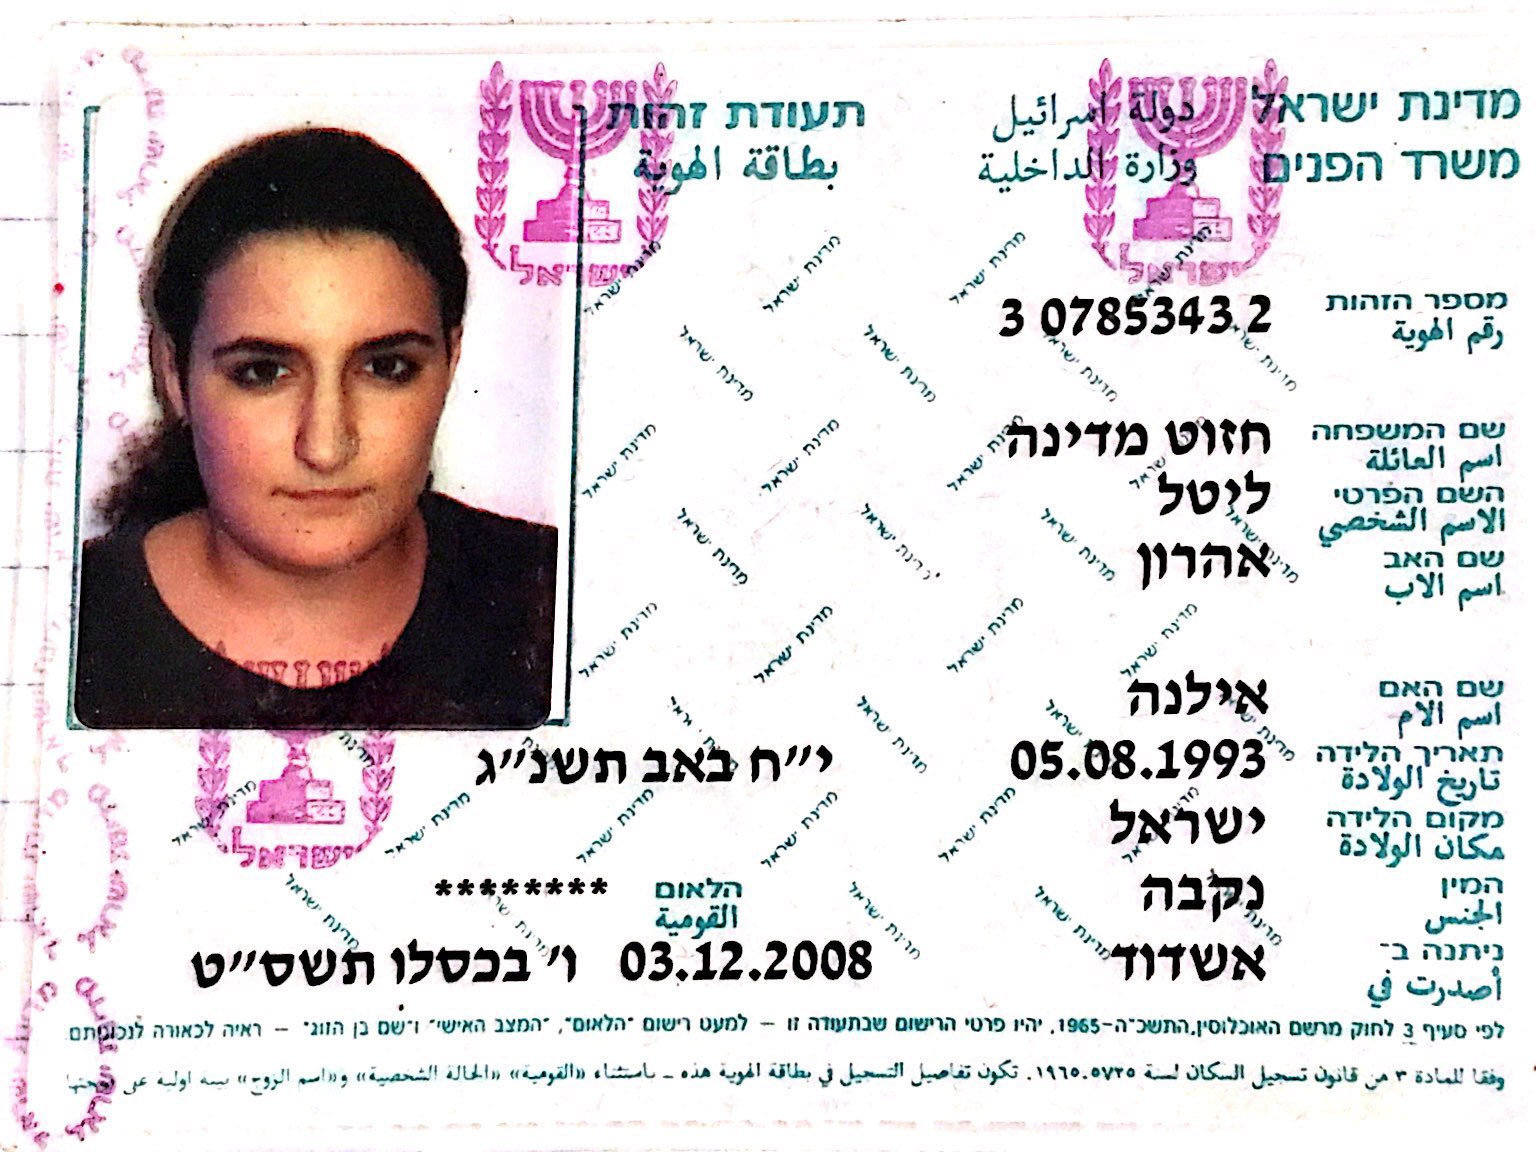 מדינת ישראל
دولة اسرائيل
תעודת זהות
משרד הפנים
وزارة الداخلية
بطاقة الهوية
מספר הזהות 3 0785343 2
رقم الهوية
שם המשפחה חזוט מדינה
اسم العائلة
השם הפרטי ליטל
الاسم الشخصي
שם האב אהרון
اسم الاب
שם האם אילנה
اسم الام
תאריך הלידה 05.08.1993 י״ח באב תשנ״ג
تاريخ الولادة
מקום הלידה ישראל
مكان الولادة
המין נקבה הלאום ********
الجنس القومية
ניתנה ב־ אשדוד 03.12.2008 ו׳ בכסלו תשס״ט
أصدرت في
לפי סעיף 3 לחוק מרשם האוכלוסין,התשכ״ה-1965, יהיו פרטי הרישום שבתעודה זו – למעט רישום ״הלאום״, ״המצב האישי״ ו״שם בן הזוג״ – ראיה לכאורה לנכונותם
وفقا للمادة ٣ من قانون تسجيل السكان لسنة ٥٧٢٥-١٩٦٥، تكون تفاصيل التسجيل في بطاقة الهوية هذه – باستثناء «القومية» «الحالة الشخصية» و«اسم الزوج» بينة اولية على
ישראל
ישראל
ישראל